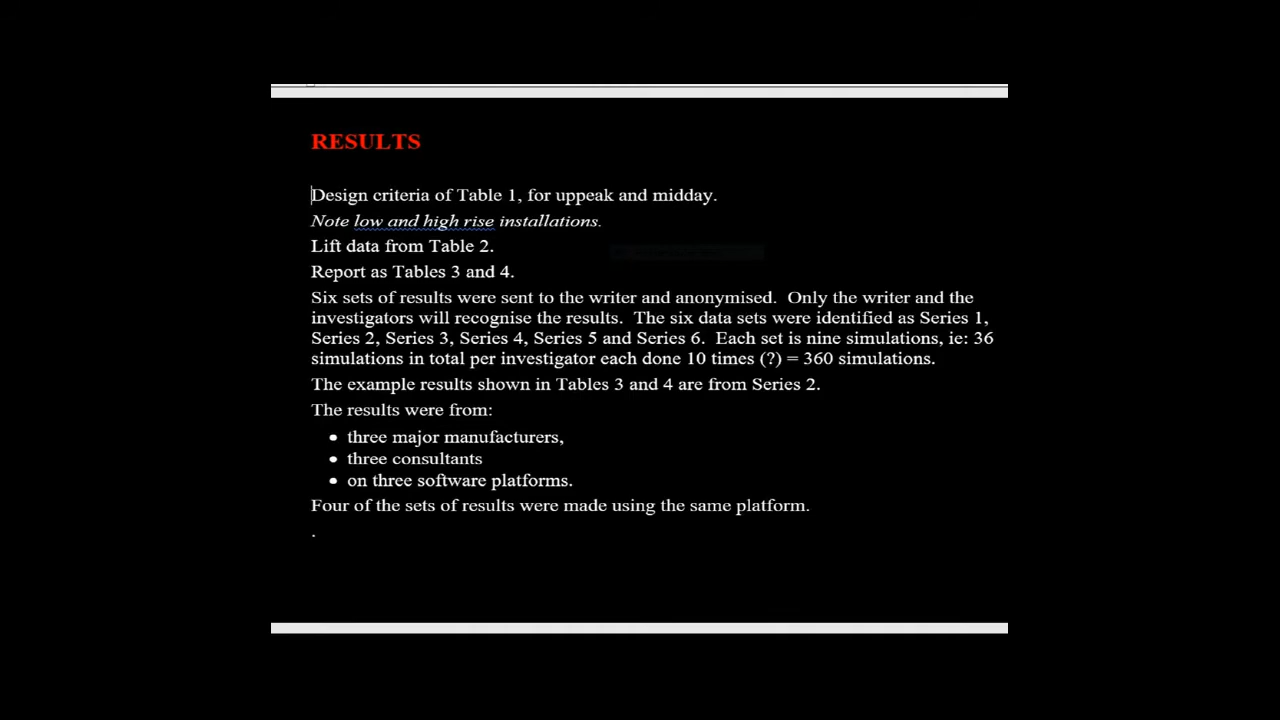 RESULTS
Design criteria of Table 1, for uppeak and midday.
Note low and high rise installations.
Lift data from Table 2.
Report as Tables 3 and 4.
Six sets of results were sent to the writer and anonymised.  Only the writer and the
investigators will recognise the results.  The six data sets were identified as Series 1,
Series 2, Series 3, Series 4, Series 5 and Series 6.  Each set is nine simulations, ie: 36
simulations in total per investigator each done 10 times (?) = 360 simulations.
The example results shown in Tables 3 and 4 are from Series 2.
The results were from:
• three major manufacturers,
• three consultants
• on three software platforms.
Four of the sets of results were made using the same platform.
.